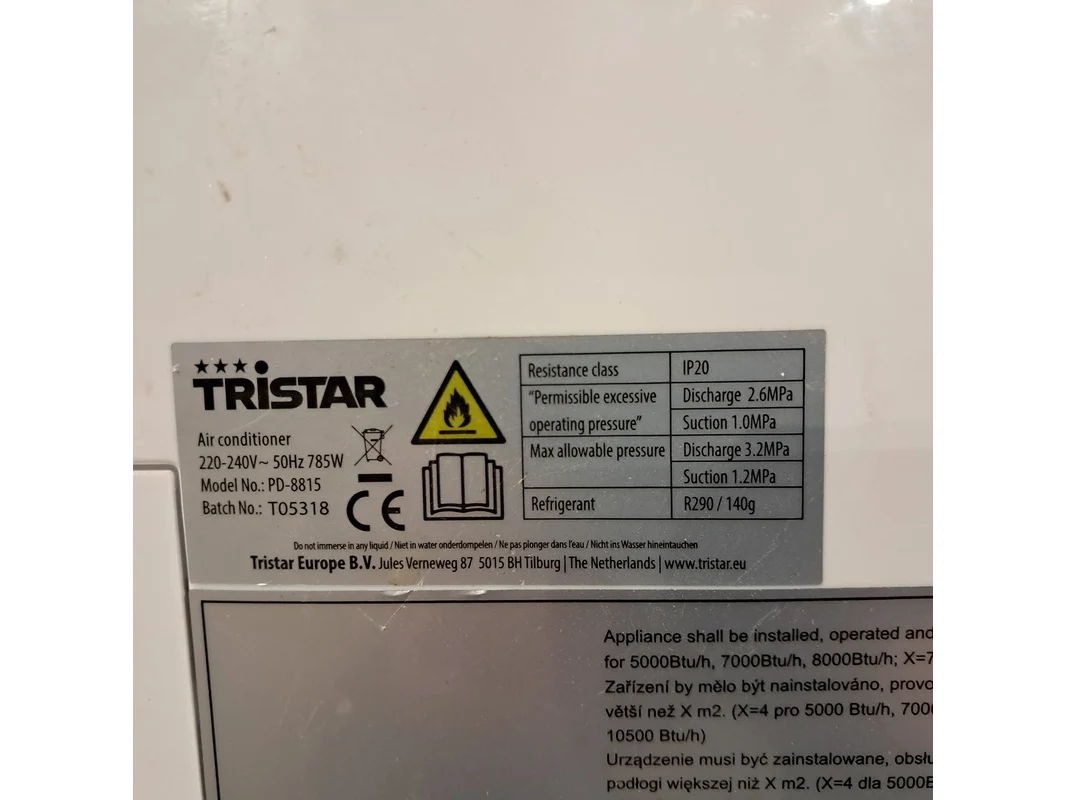 TRISTAR
Air conditioner
220-240V~ 50Hz 785W
Model No.: PD-8815
Batch No.: T05318
CE
Resistance class IP20
"Permissible excessive operating pressure" Discharge 2.6MPa
Suction 1.0MPa
Max allowable pressure Discharge 3.2MPa
Suction 1.2MPa
Refrigerant R290 / 140g
Do not immerse in any liquid / Niet in water onderdompelen / Ne pas plonger dans l'eau / Nicht ins Wasser hineintauchen
Tristar Europe B.V. Jules Verneweg 87 5015 BH Tilburg | The Netherlands | www.tristar.eu
Appliance shall be installed, operated and
for 5000Btu/h, 7000Btu/h, 8000Btu/h; X=7
Zařízení by mělo být nainstalováno, provo
větší než X m2. (X=4 pro 5000 Btu/h, 700
10500 Btu/h)
Urządzenie musi być zainstalowane, obsłu
podłogi większej niż X m2. (X=4 dla 5000B